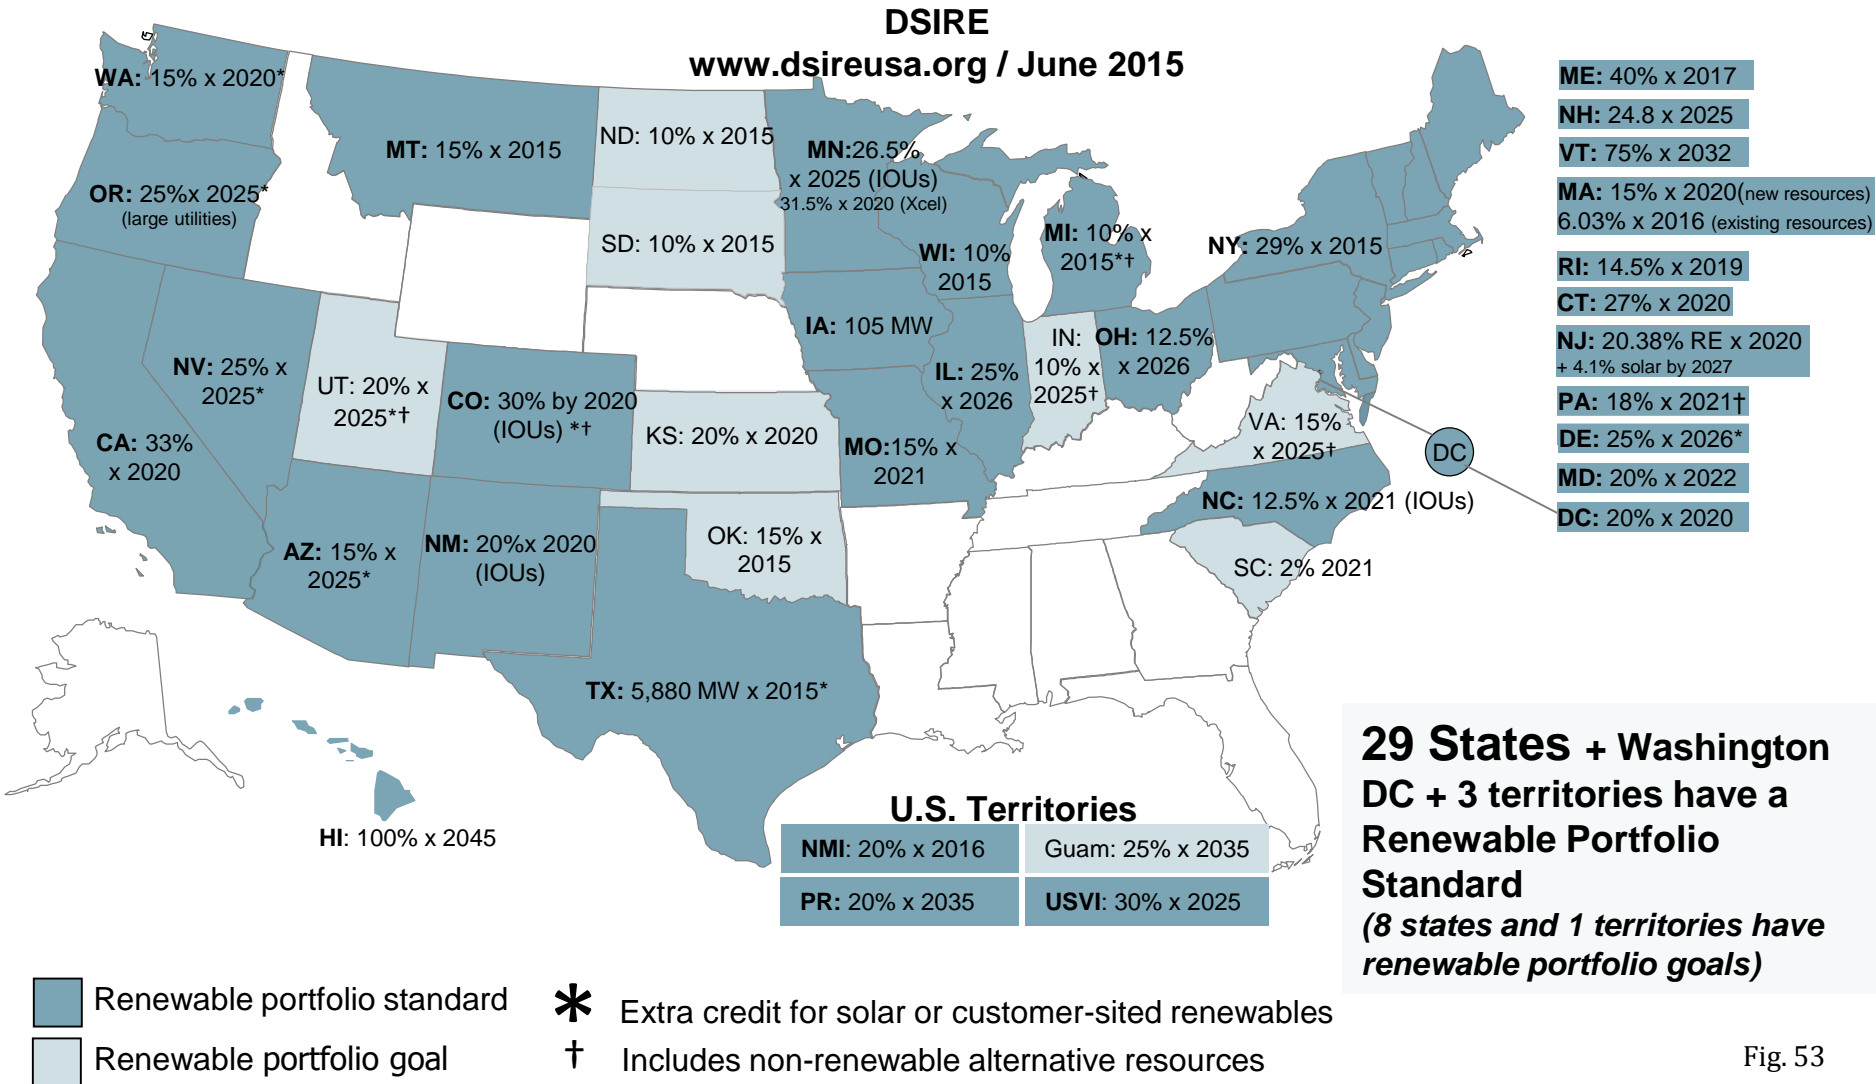 DSIRE
www.dsireusa.org / June 2015
WA: 15% x 2020*
OR: 25%x 2025*
(large utilities)
CA: 33%
x 2020
MT: 15% x 2015
NV: 25% x
2025*
UT: 20% x
2025*†
AZ: 15% x
2025*
ND: 10% x 2015
SD: 10% x 2015
CO: 30% by 2020
(IOUs) *†
NM: 20%x 2020
(IOUs)
KS: 20% x 2020
OK: 15% x
2015
TX: 5,880 MW x 2015*
MN:26.5%
x 2025 (IOUs)
31.5% x 2020 (Xcel)
IA: 105 MW
MO:15% x
2021
WI: 10%
2015
IL: 25%
x 2026
MI: 10% x
2015*†
IN:
10% x
2025†
OH: 12.5%
x 2026
NY: 29% x 2015
VA: 15%
x 2025†
NC: 12.5% x 2021 (IOUs)
SC: 2% 2021
DC
ME: 40% x 2017
NH: 24.8 x 2025
VT: 75% x 2032
MA: 15% x 2020(new resources)
6.03% x 2016 (existing resources)
RI: 14.5% x 2019
CT: 27% x 2020
NJ: 20.38% RE x 2020
+ 4.1% solar by 2027
PA: 18% x 2021†
DE: 25% x 2026*
MD: 20% x 2022
DC: 20% x 2020
HI: 100% x 2045
U.S. Territories
NMI: 20% x 2016
Guam: 25% x 2035
PR: 20% x 2035
USVI: 30% x 2025
29 States + Washington
DC + 3 territories have a
Renewable Portfolio
Standard
(8 states and 1 territories have
renewable portfolio goals)
Renewable portfolio standard
Renewable portfolio goal
* Extra credit for solar or customer-sited renewables
† Includes non-renewable alternative resources
Fig. 53